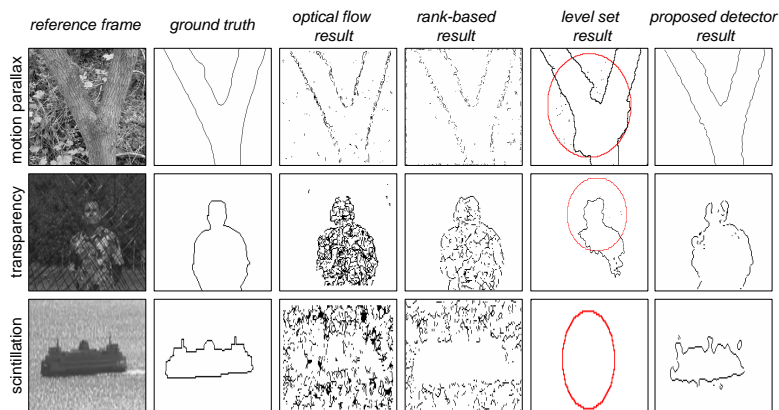 reference frame
ground truth
optical flow
result
rank-based
result
level set
result
proposed detector
result
motion parallax
transparency
scintillation